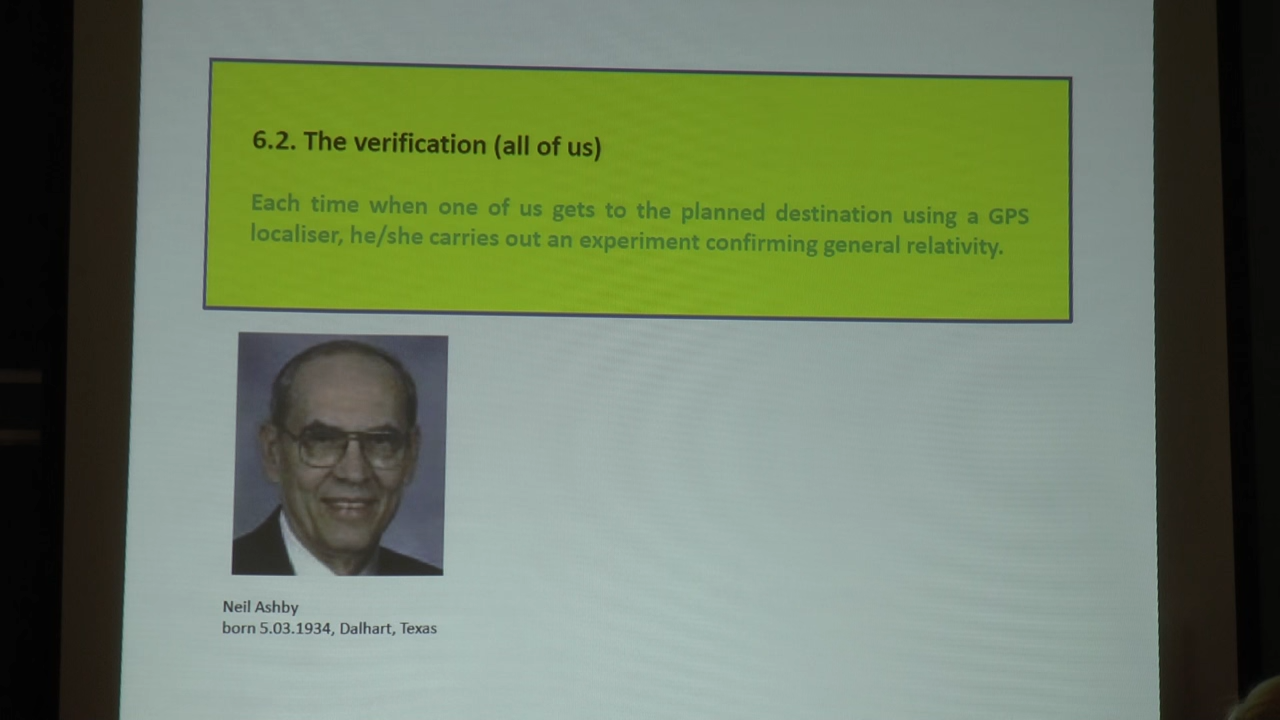 6.2. The verification (all of us)
Each time when one of us gets to the planned destination using a GPS
localiser, he/she carries out an experiment confirming general relativity.
Neil Ashby
born 5.03.1934, Dalhart, Texas